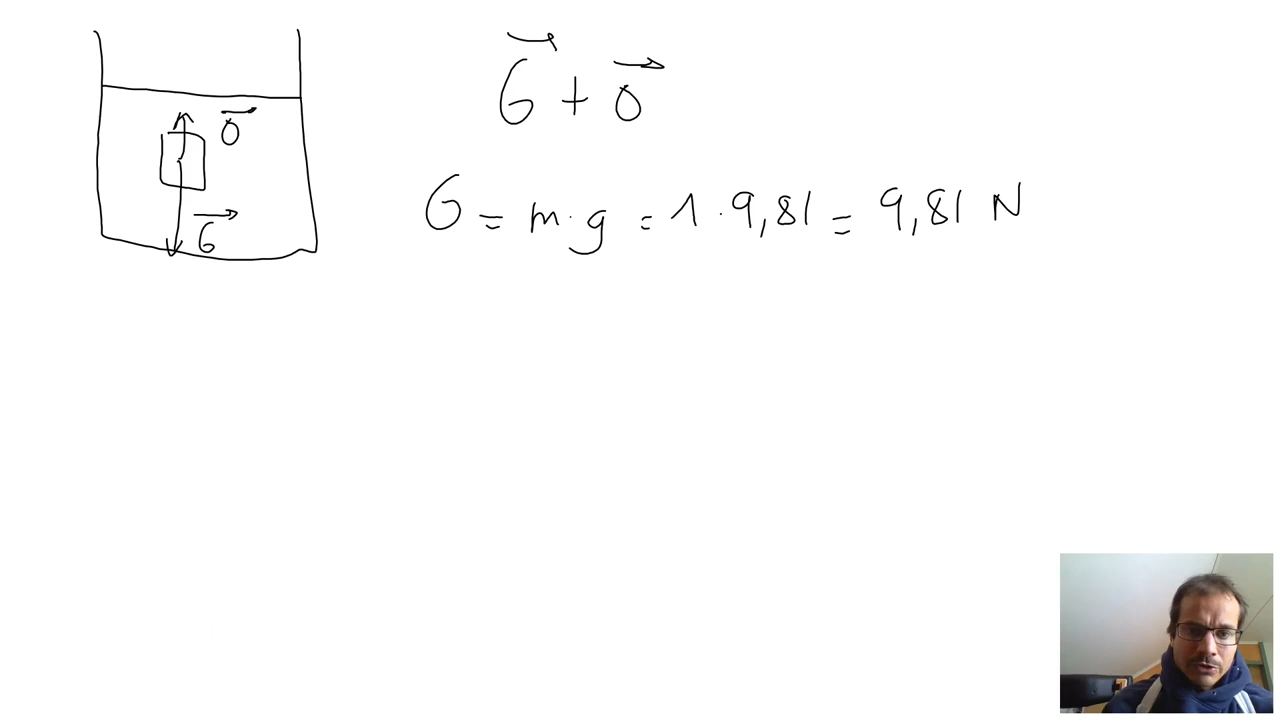 G⃗ + O⃗
O⃗
G⃗
G = m·g = 1·9,81 = 9,81 N